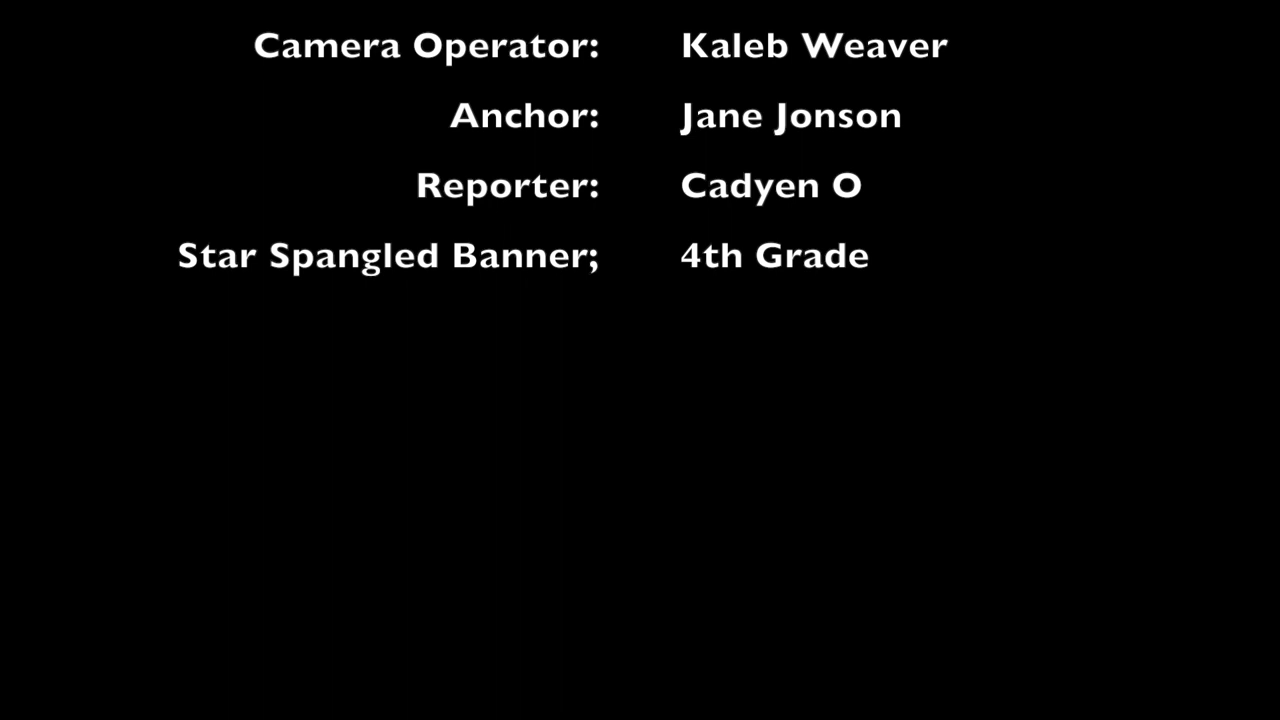 Camera Operator: Kaleb Weaver
Anchor: Jane Jonson
Reporter: Cadyen O
Star Spangled Banner; 4th Grade